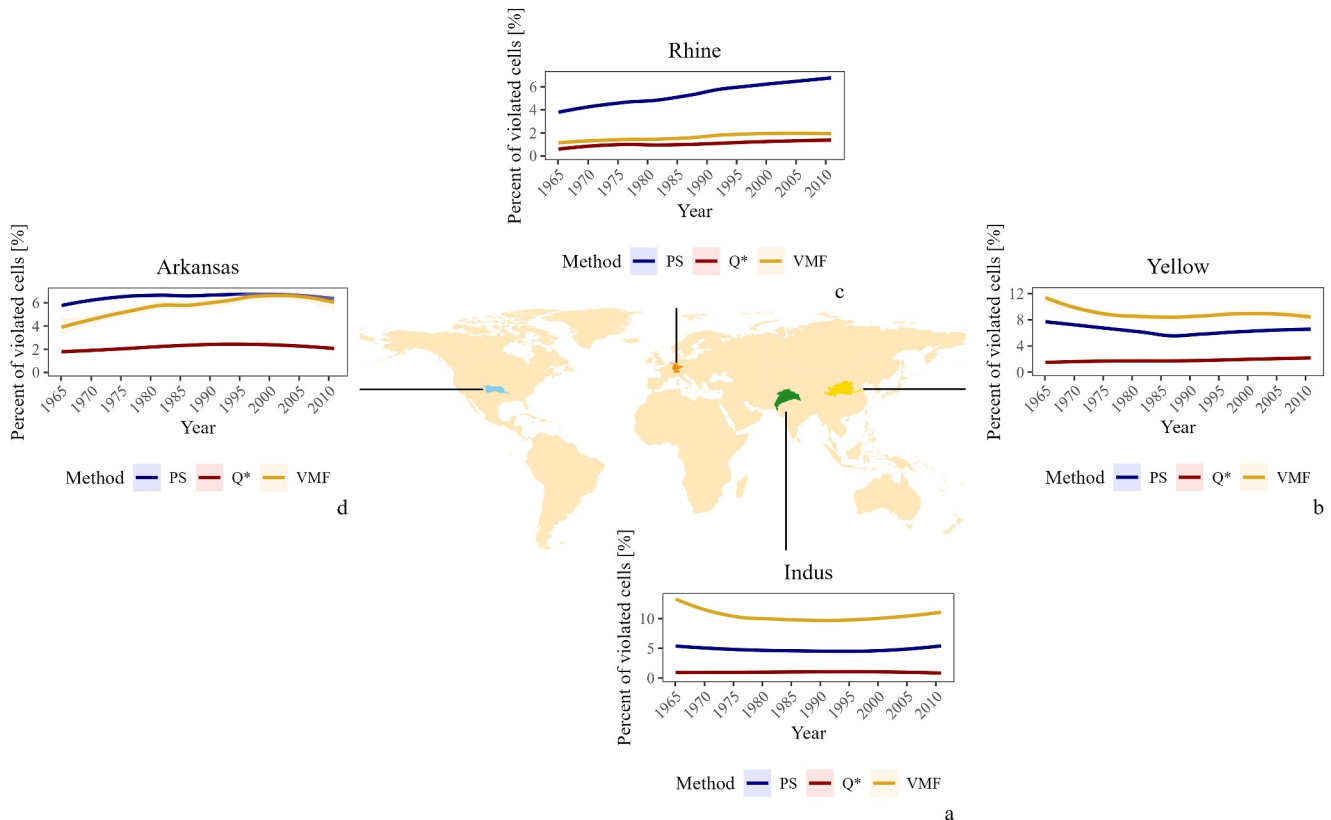 Rhine
Percent of violated cells [%]
6
4
2
0
1965 1970 1975 1980 1985 1990 1995 2000 2005 2010
Year
Method PS Q* VMF
c
Arkansas
Percent of violated cells [%]
6
4
2
0
1965 1970 1975 1980 1985 1990 1995 2000 2005 2010
Year
Method PS Q* VMF
d
Yellow
Percent of violated cells [%]
12
8
4
0
1965 1970 1975 1980 1985 1990 1995 2000 2005 2010
Year
Method PS Q* VMF
b
Indus
Percent of violated cells [%]
10
5
0
1965 1970 1975 1980 1985 1990 1995 2000 2005 2010
Year
Method PS Q* VMF
a